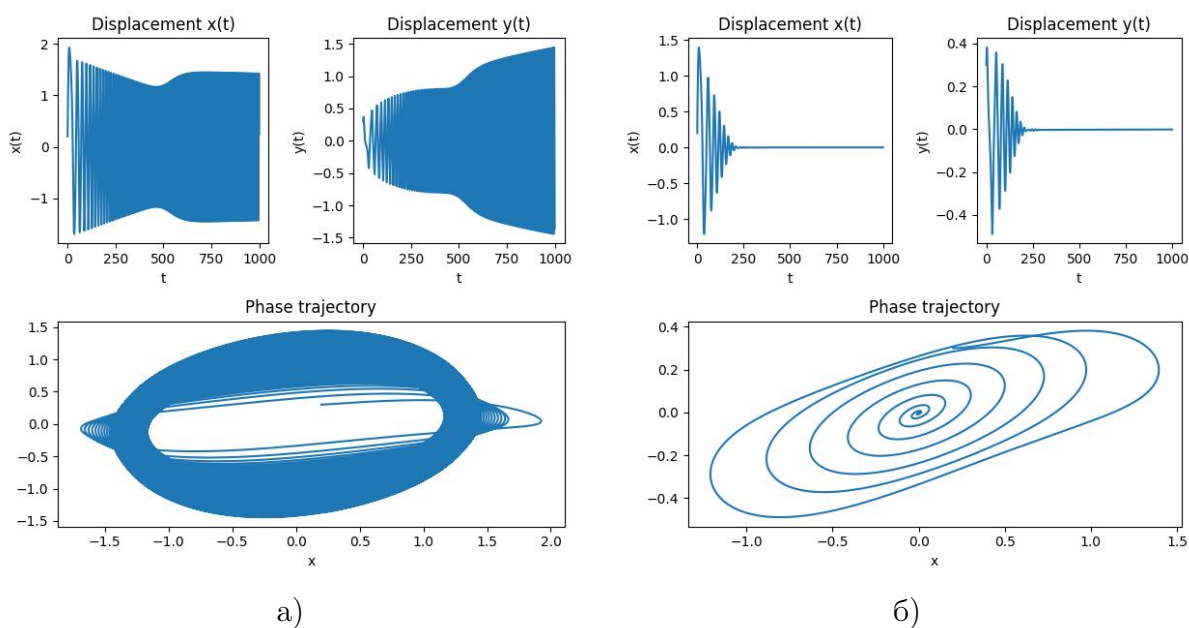 Displacement x(t)
2
1
0
−1
x(t)
0 250 500 750 1000
t
Displacement y(t)
1.5
1.0
0.5
0.0
−0.5
−1.0
−1.5
y(t)
0 250 500 750 1000
t
Phase trajectory
1.5
1.0
0.5
0.0
−0.5
−1.0
−1.5
−1.5 −1.0 −0.5 0.0 0.5 1.0 1.5 2.0
x
а)
Displacement x(t)
1.5
1.0
0.5
0.0
−0.5
−1.0
x(t)
0 250 500 750 1000
t
Displacement y(t)
0.4
0.2
0.0
−0.2
−0.4
y(t)
0 250 500 750 1000
t
Phase trajectory
0.4
0.2
0.0
−0.2
−0.4
−1.0 −0.5 0.0 0.5 1.0 1.5
x
б)